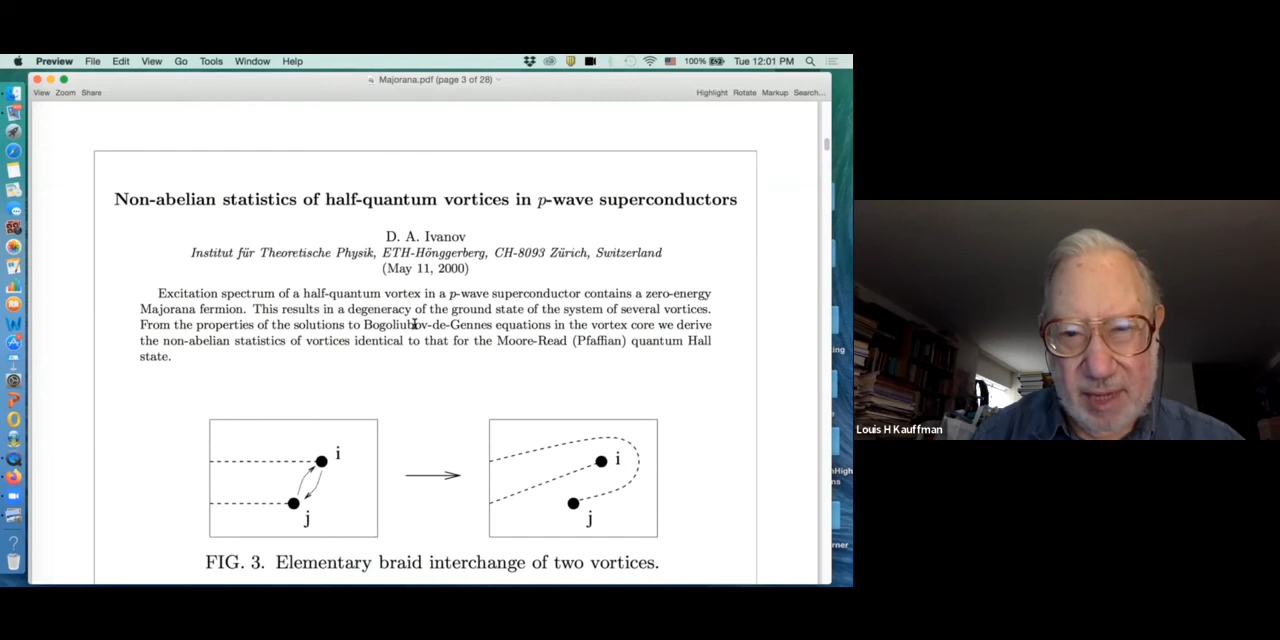 Preview File Edit View Go Tools Window Help 100% Tue 12:01 PM
Majorana.pdf (page 3 of 28)
View Zoom Share Highlight Rotate Markup Search...
Non-abelian statistics of half-quantum vortices in p-wave superconductors
D. A. Ivanov
Institut für Theoretische Physik, ETH-Hönggerberg, CH-8093 Zürich, Switzerland
(May 11, 2000)
Excitation spectrum of a half-quantum vortex in a p-wave superconductor contains a zero-energy
Majorana fermion. This results in a degeneracy of the ground state of the system of several vortices.
From the properties of the solutions to Bogoliubov-de-Gennes equations in the vortex core we derive
the non-abelian statistics of vortices identical to that for the Moore-Read (Pfaffian) quantum Hall
state.
i
j
i
j
FIG. 3. Elementary braid interchange of two vortices.
Louis H Kauffman